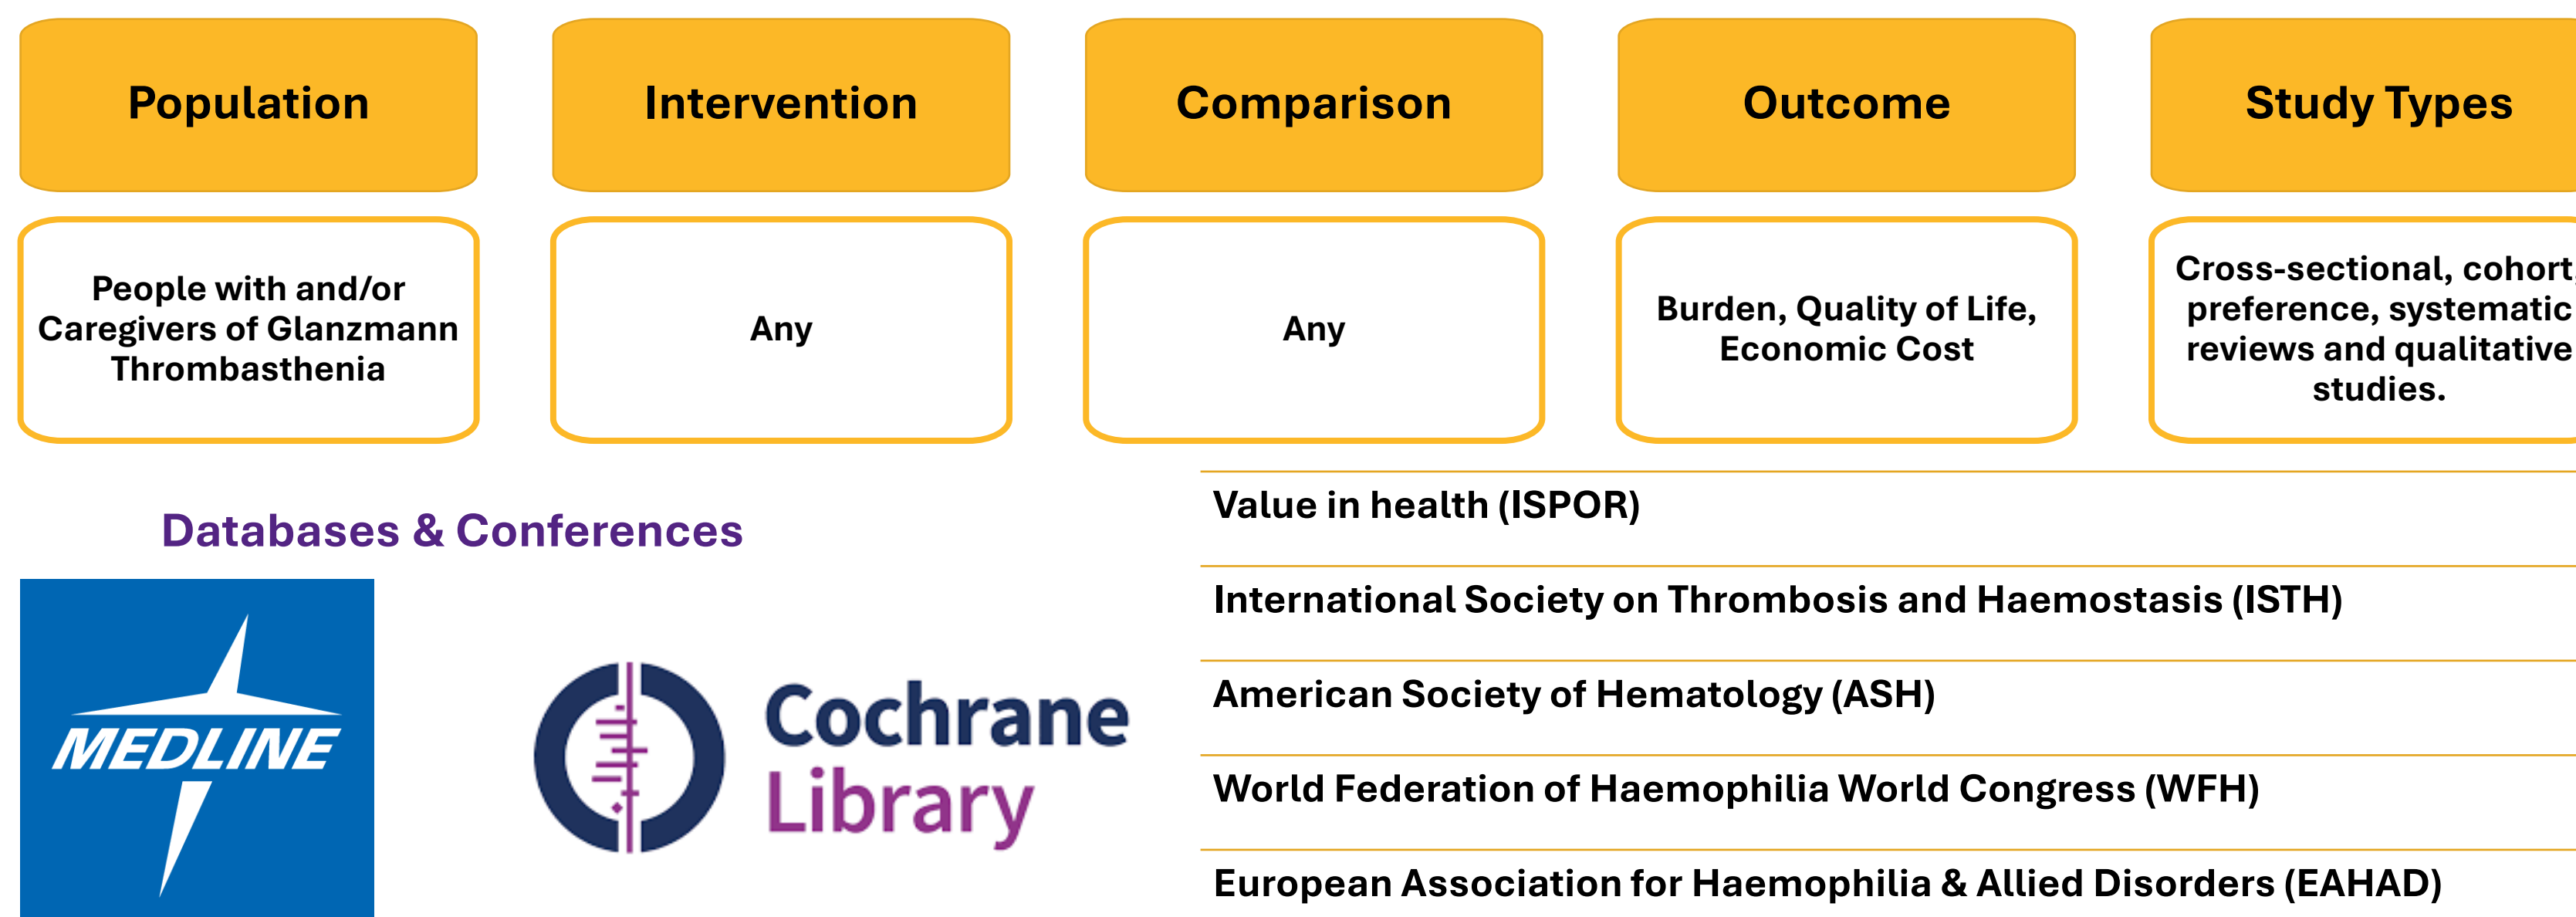 Population
Intervention
Comparison
Outcome
Study Types
People with and/or
Caregivers of Glanzmann
Thrombasthenia
Any
Any
Burden, Quality of Life,
Economic Cost
Cross-sectional, cohort,
preference, systematic
reviews and qualitative
studies.
Databases & Conferences
MEDLINE
Cochrane
Library
Value in health (ISPOR)
International Society on Thrombosis and Haemostasis (ISTH)
American Society of Hematology (ASH)
World Federation of Haemophilia World Congress (WFH)
European Association for Haemophilia & Allied Disorders (EAHAD)